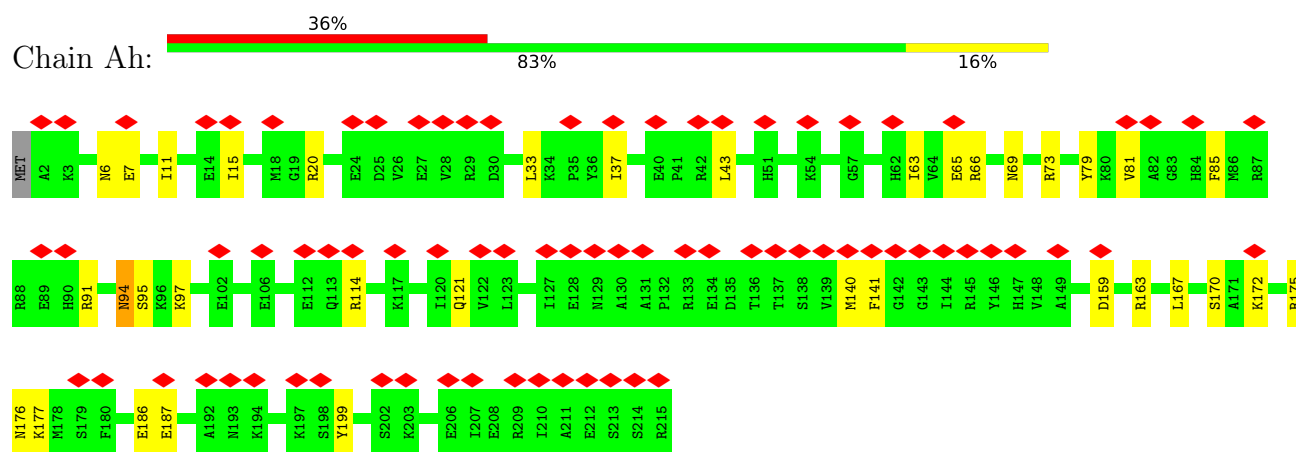 36%
Chain Ah:
83% 16%
MET A2 K3 N6 E7 I11 E14 I15 M18 G19 R20 E24 D25 V26 E27 V28 R29 D30 L33 K34 P35 Y36 I37 E40 P41 R42 L43 H51 K54 G57 H62 I63 V64 E65 R66 N69 R73 Y79 K80 V81 A82 G83 H84 F85 M86 R87
R88 E89 H90 R91 N94 S95 K96 K97 E102 E106 E112 Q113 R114 K117 I120 Q121 V122 L123 I127 E128 N129 A130 A131 P132 R133 E134 D135 T136 T137 S138 V139 M140 F141 G142 G143 I144 R145 Y146 H147 V148 A149 D159 R163 L167 S170 A171 K172 R175
N176 K177 M178 S179 F180 E186 E187 A192 N193 K194 K197 S198 Y199 S202 K203 E206 I207 E208 R209 I210 A211 E212 S213 S214 R215